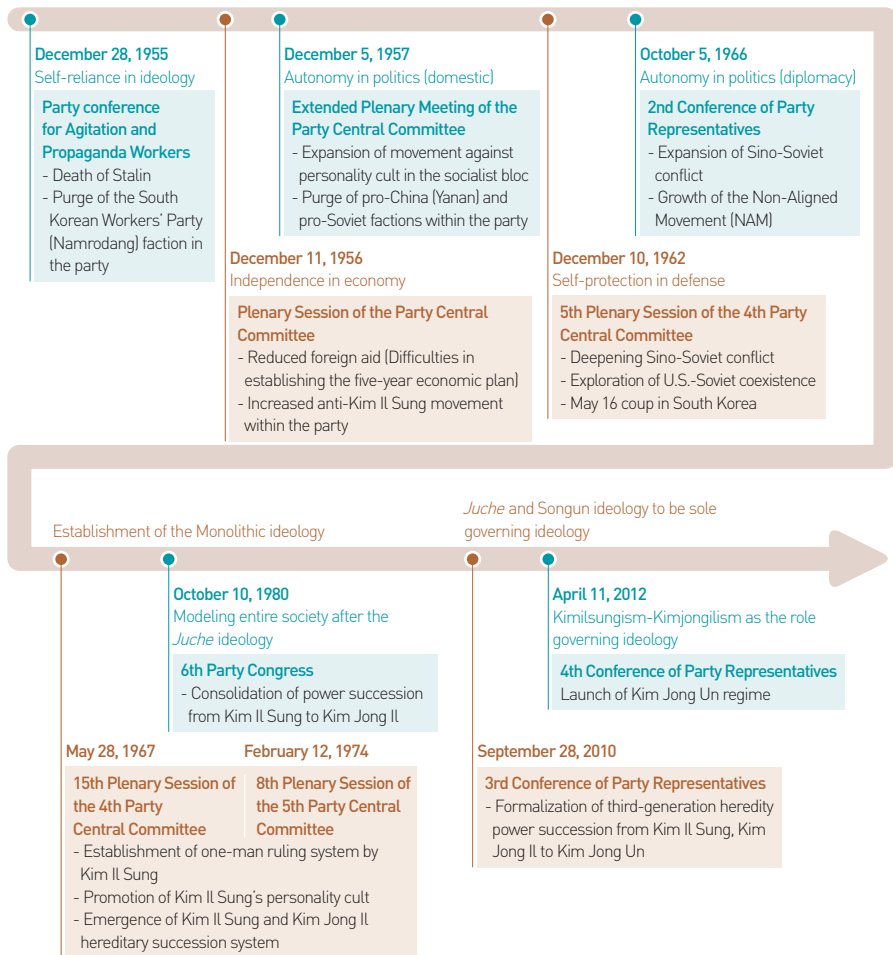 December 28, 1955
Self-reliance in ideology
Party conference
for Agitation and
Propaganda Workers
- Death of Stalin
- Purge of the South
Korean Workers' Party
(Namrodang) faction in
the party
December 11, 1956
Independence in economy
Plenary Session of the Party Central
Committee
- Reduced foreign aid (Difficulties in
establishing the five-year economic plan)
- Increased anti-Kim Il Sung movement
within the party
December 5, 1957
Autonomy in politics (domestic)
Extended Plenary Meeting of the
Party Central Committee
- Expansion of movement against
personality cult in the socialist bloc
- Purge of pro-China (Yanan) and
pro-Soviet factions within the party
December 10, 1962
Self-protection in defense
5th Plenary Session of the 4th Party
Central Committee
- Deepening Sino-Soviet conflict
- Exploration of U.S.-Soviet coexistence
- May 16 coup in South Korea
October 5, 1966
Autonomy in politics (diplomacy)
2nd Conference of Party
Representatives
- Expansion of Sino-Soviet
conflict
- Growth of the Non-Aligned
Movement (NAM)
Establishment of the Monolithic ideology
May 28, 1967
15th Plenary Session of
the 4th Party
Central Committee
February 12, 1974
8th Plenary Session of
the 5th Party Central
Committee
- Establishment of one-man ruling system by
Kim Il Sung
- Promotion of Kim Il Sung's personality cult
- Emergence of Kim Il Sung and Kim Jong Il
hereditary succession system
October 10, 1980
Modeling entire society after the
Juche ideology
6th Party Congress
- Consolidation of power succession
from Kim Il Sung to Kim Jong Il
Juche and Songun ideology to be sole
governing ideology
September 28, 2010
3rd Conference of Party Representatives
- Formalization of third-generation heredity
power succession from Kim Il Sung, Kim
Jong Il to Kim Jong Un
April 11, 2012
Kimilsungism-Kimjongilism as the role
governing ideology
4th Conference of Party Representatives
Launch of Kim Jong Un regime